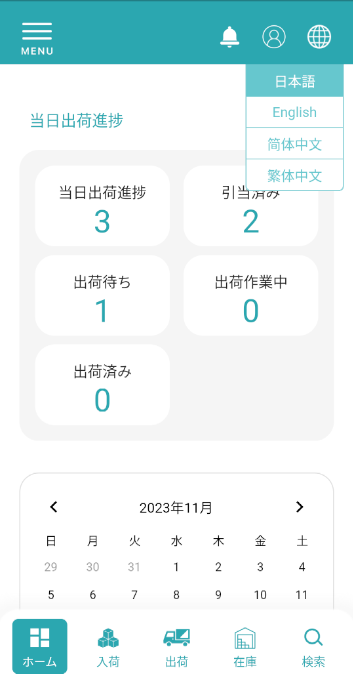 MENU
日本語
English
简体中文
繁体中文
当日出荷進捗
当日出荷進捗
3
引当済み
2
出荷待ち
1
出荷作業中
0
出荷済み
0
2023年11月
日 月 火 水 木 金 土
29 30 31 1 2 3 4
5 6 7 8 9 10 11
ホーム 入荷 出荷 在庫 検索